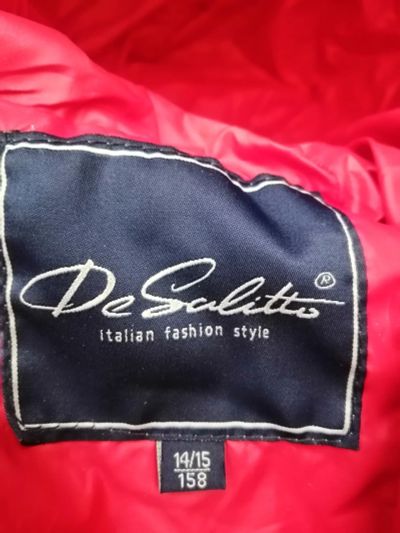 De Salitto ®
italian fashion style
14/15
158